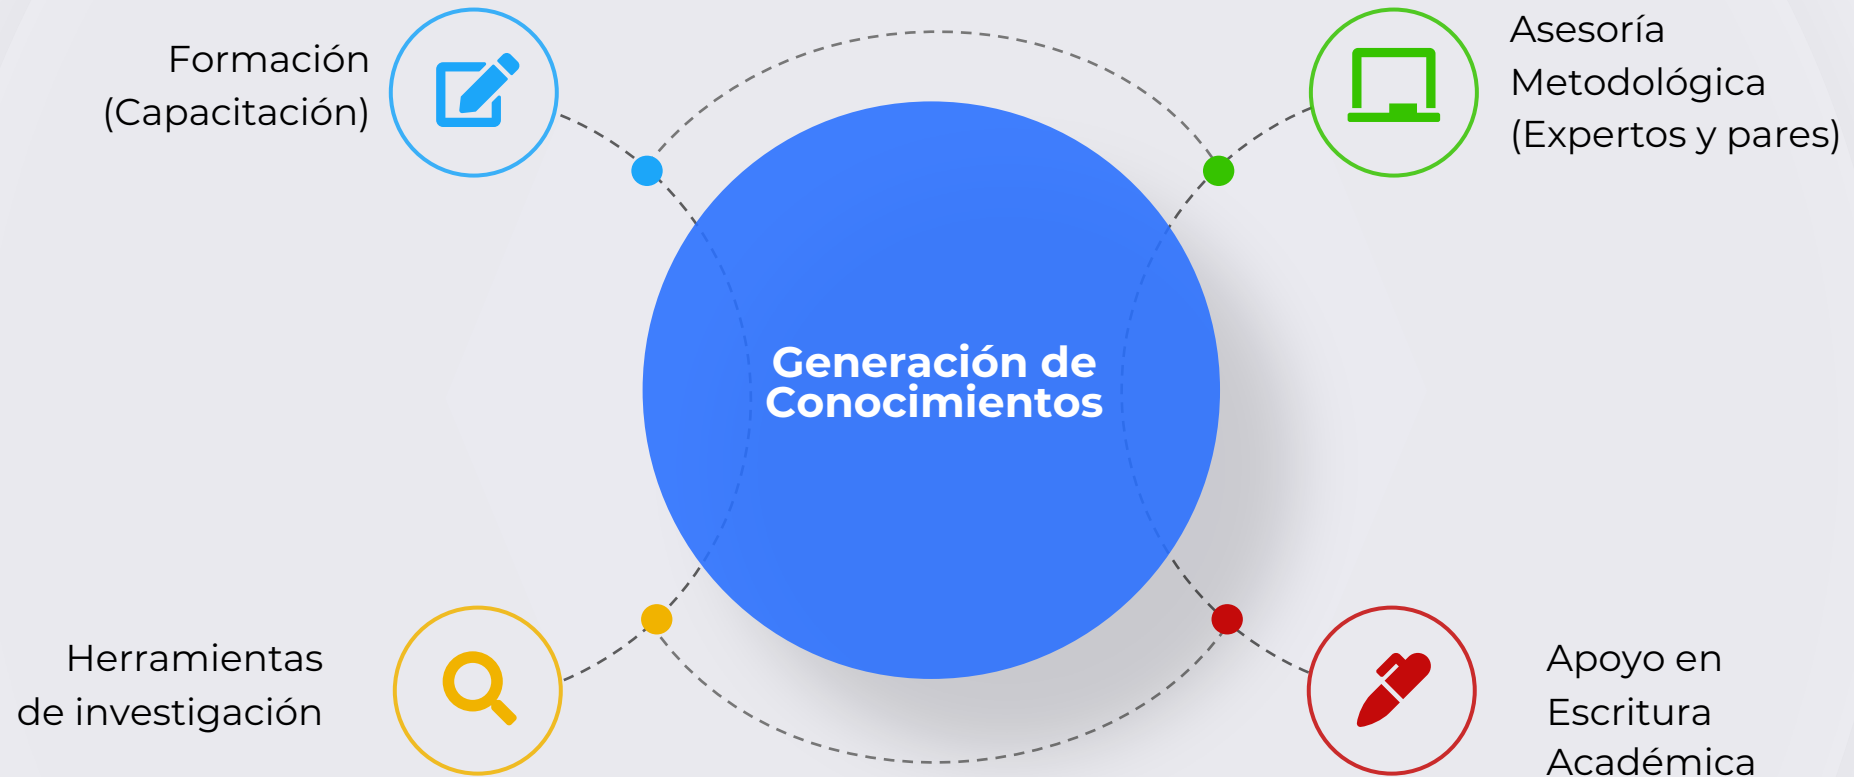 Formación
(Capacitación)
Asesoría
Metodológica
(Expertos y pares)
Generación de
Conocimientos
Herramientas
de investigación
Apoyo en
Escritura
Académica